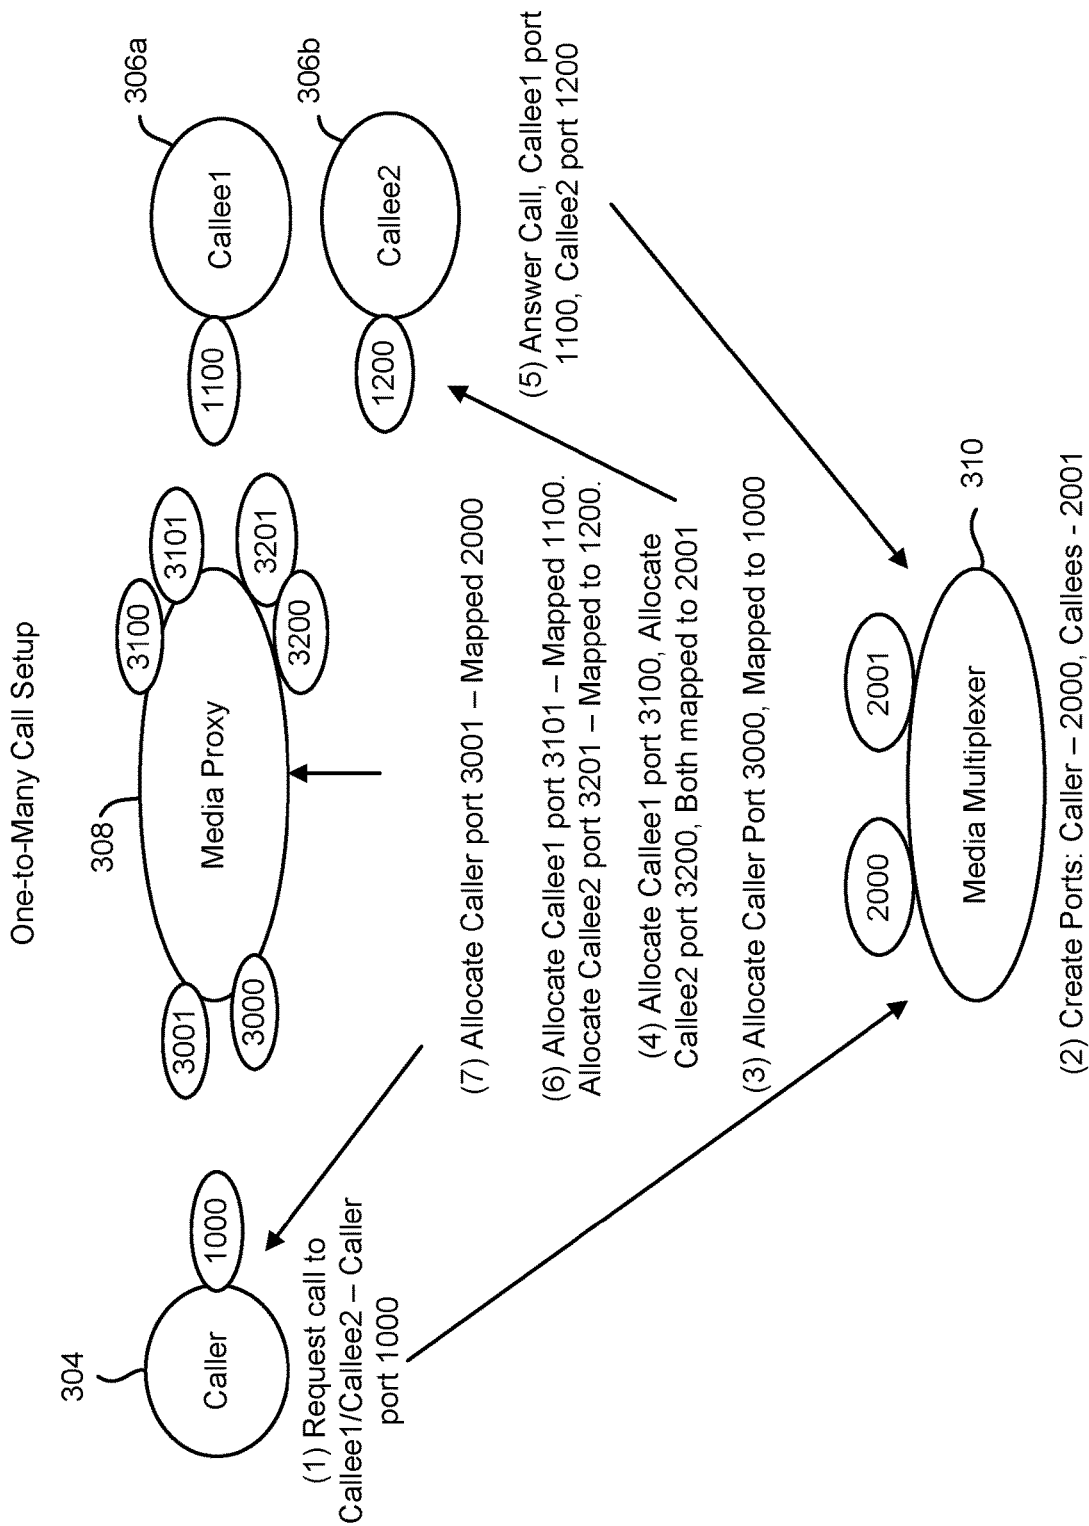 One-to-Many Call Setup
304
308
306a
306b
Caller
1000
3001
3000
Media Proxy
3100
3101
3201
3200
1100
Callee1
1200
Callee2
(1) Request call to
Callee1/Callee2 – Caller
port 1000
(7) Allocate Caller port 3001 – Mapped 2000
(6) Allocate Callee1 port 3101 – Mapped 1100.
Allocate Callee2 port 3201 – Mapped to 1200.
(4) Allocate Callee1 port 3100, Allocate
Callee2 port 3200, Both mapped to 2001
(3) Allocate Caller Port 3000, Mapped to 1000
(5) Answer Call, Callee1 port
1100, Callee2 port 1200
2000
2001
Media Multiplexer
310
(2) Create Ports: Caller – 2000, Callees - 2001